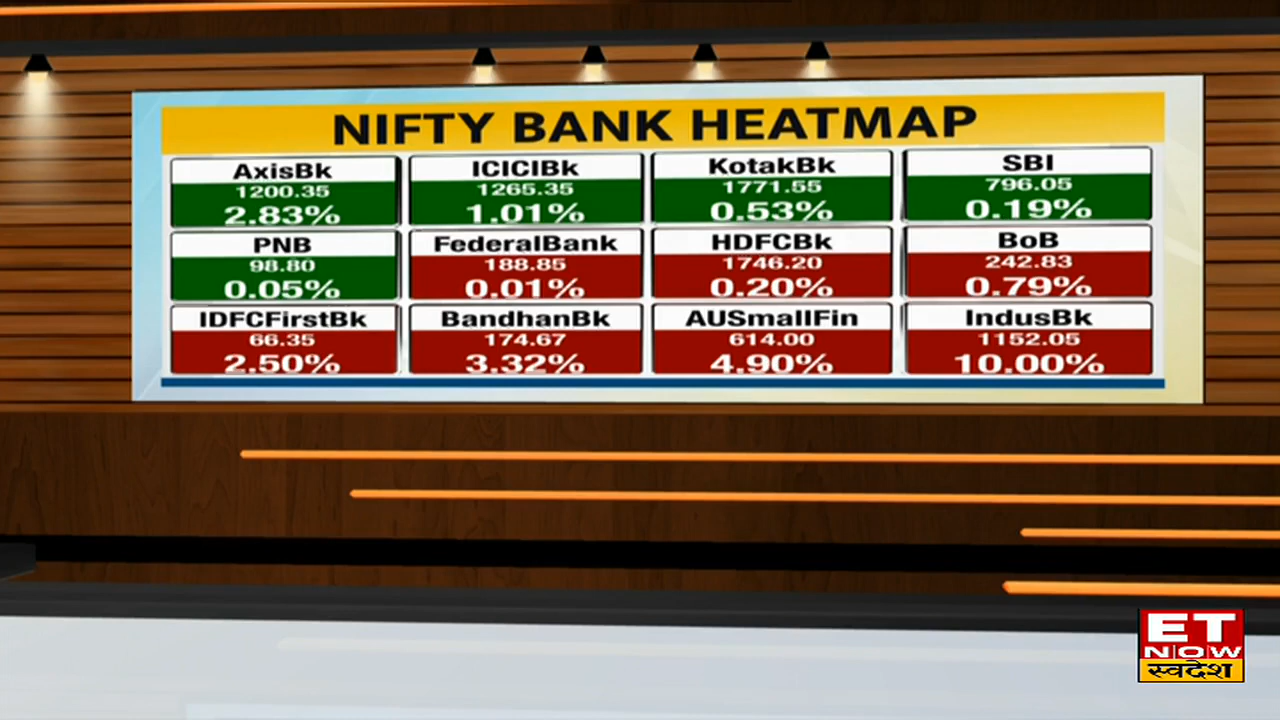 NIFTY BANK HEATMAP
AxisBk
1200.35
2.83%
ICICIBk
1265.35
1.01%
KotakBk
1771.55
0.53%
SBI
796.05
0.19%
PNB
98.80
0.05%
FederalBank
188.85
0.01%
HDFCBk
1746.20
0.20%
BoB
242.83
0.79%
IDFCFirstBk
66.35
2.50%
BandhanBk
174.67
3.32%
AUSmallFin
614.00
4.90%
IndusBk
1152.05
10.00%
ET
NOW
स्वदेश